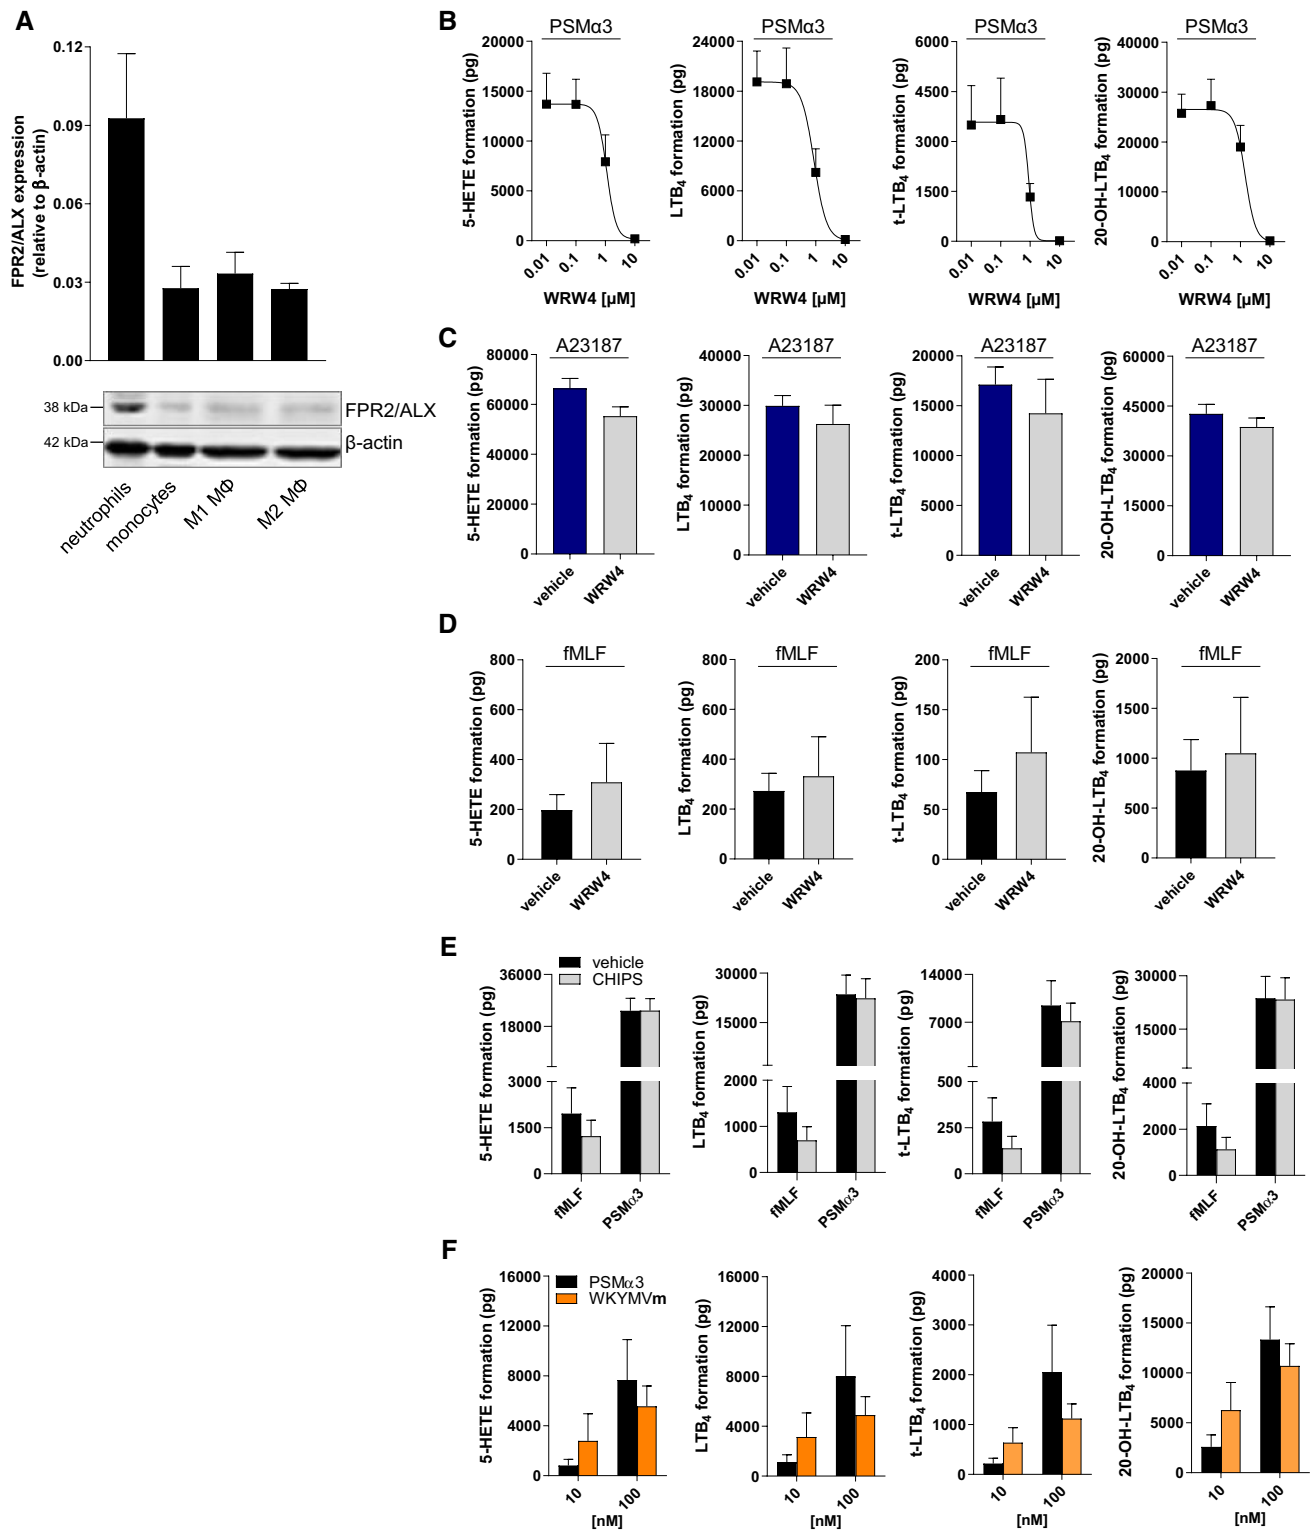 A
FPR2/ALX expression
(relative to β-actin)
0.12
0.09
0.06
0.03
0.00
38 kDa
FPR2/ALX
42 kDa
β-actin
neutrophils
monocytes
M1 MΦ
M2 MΦ
B
PSMα3
5-HETE formation (pg)
20000
15000
10000
5000
0
0.01
0.1
1
10
WRW4 [µM]
PSMα3
LTB₄ formation (pg)
24000
18000
12000
6000
0
0.01
0.1
1
10
WRW4 [µM]
PSMα3
t-LTB₄ formation (pg)
6000
4500
3000
1500
0
0.01
0.1
1
10
WRW4 [µM]
PSMα3
20-OH-LTB₄ formation (pg)
40000
30000
20000
10000
0
0.01
0.1
1
10
WRW4 [µM]
C
A23187
5-HETE formation (pg)
80000
60000
40000
20000
0
vehicle
WRW4
A23187
LTB₄ formation (pg)
40000
30000
20000
10000
0
vehicle
WRW4
A23187
t-LTB₄ formation (pg)
20000
15000
10000
5000
0
vehicle
WRW4
A23187
20-OH-LTB₄ formation (pg)
60000
45000
30000
15000
0
vehicle
WRW4
D
fMLF
5-HETE formation (pg)
800
600
400
200
0
vehicle
WRW4
fMLF
LTB₄ formation (pg)
800
600
400
200
0
vehicle
WRW4
fMLF
t-LTB₄ formation (pg)
200
150
100
50
0
vehicle
WRW4
fMLF
20-OH-LTB₄ formation (pg)
2000
1500
1000
500
0
vehicle
WRW4
E
vehicle
CHIPS
5-HETE formation (pg)
36000
18000
3000
1500
0
fMLF
PSMα3
LTB₄ formation (pg)
30000
15000
2000
1000
0
fMLF
PSMα3
t-LTB₄ formation (pg)
14000
7000
500
250
0
fMLF
PSMα3
20-OH-LTB₄ formation (pg)
30000
15000
4000
2000
0
fMLF
PSMα3
F
PSMα3
WKYMVm
5-HETE formation (pg)
16000
12000
8000
4000
0
10
100
[nM]
LTB₄ formation (pg)
16000
12000
8000
4000
0
10
100
[nM]
t-LTB₄ formation (pg)
4000
3000
2000
1000
0
10
100
[nM]
20-OH-LTB₄ formation (pg)
20000
15000
10000
5000
0
10
100
[nM]